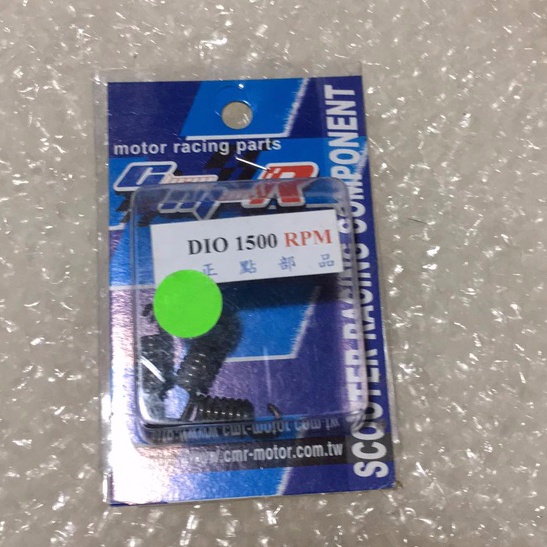 motor racing parts
DIO 1500 RPM
正點部品
SCOOTER RACING COMPONENT
www.cmr-motor.com.tw